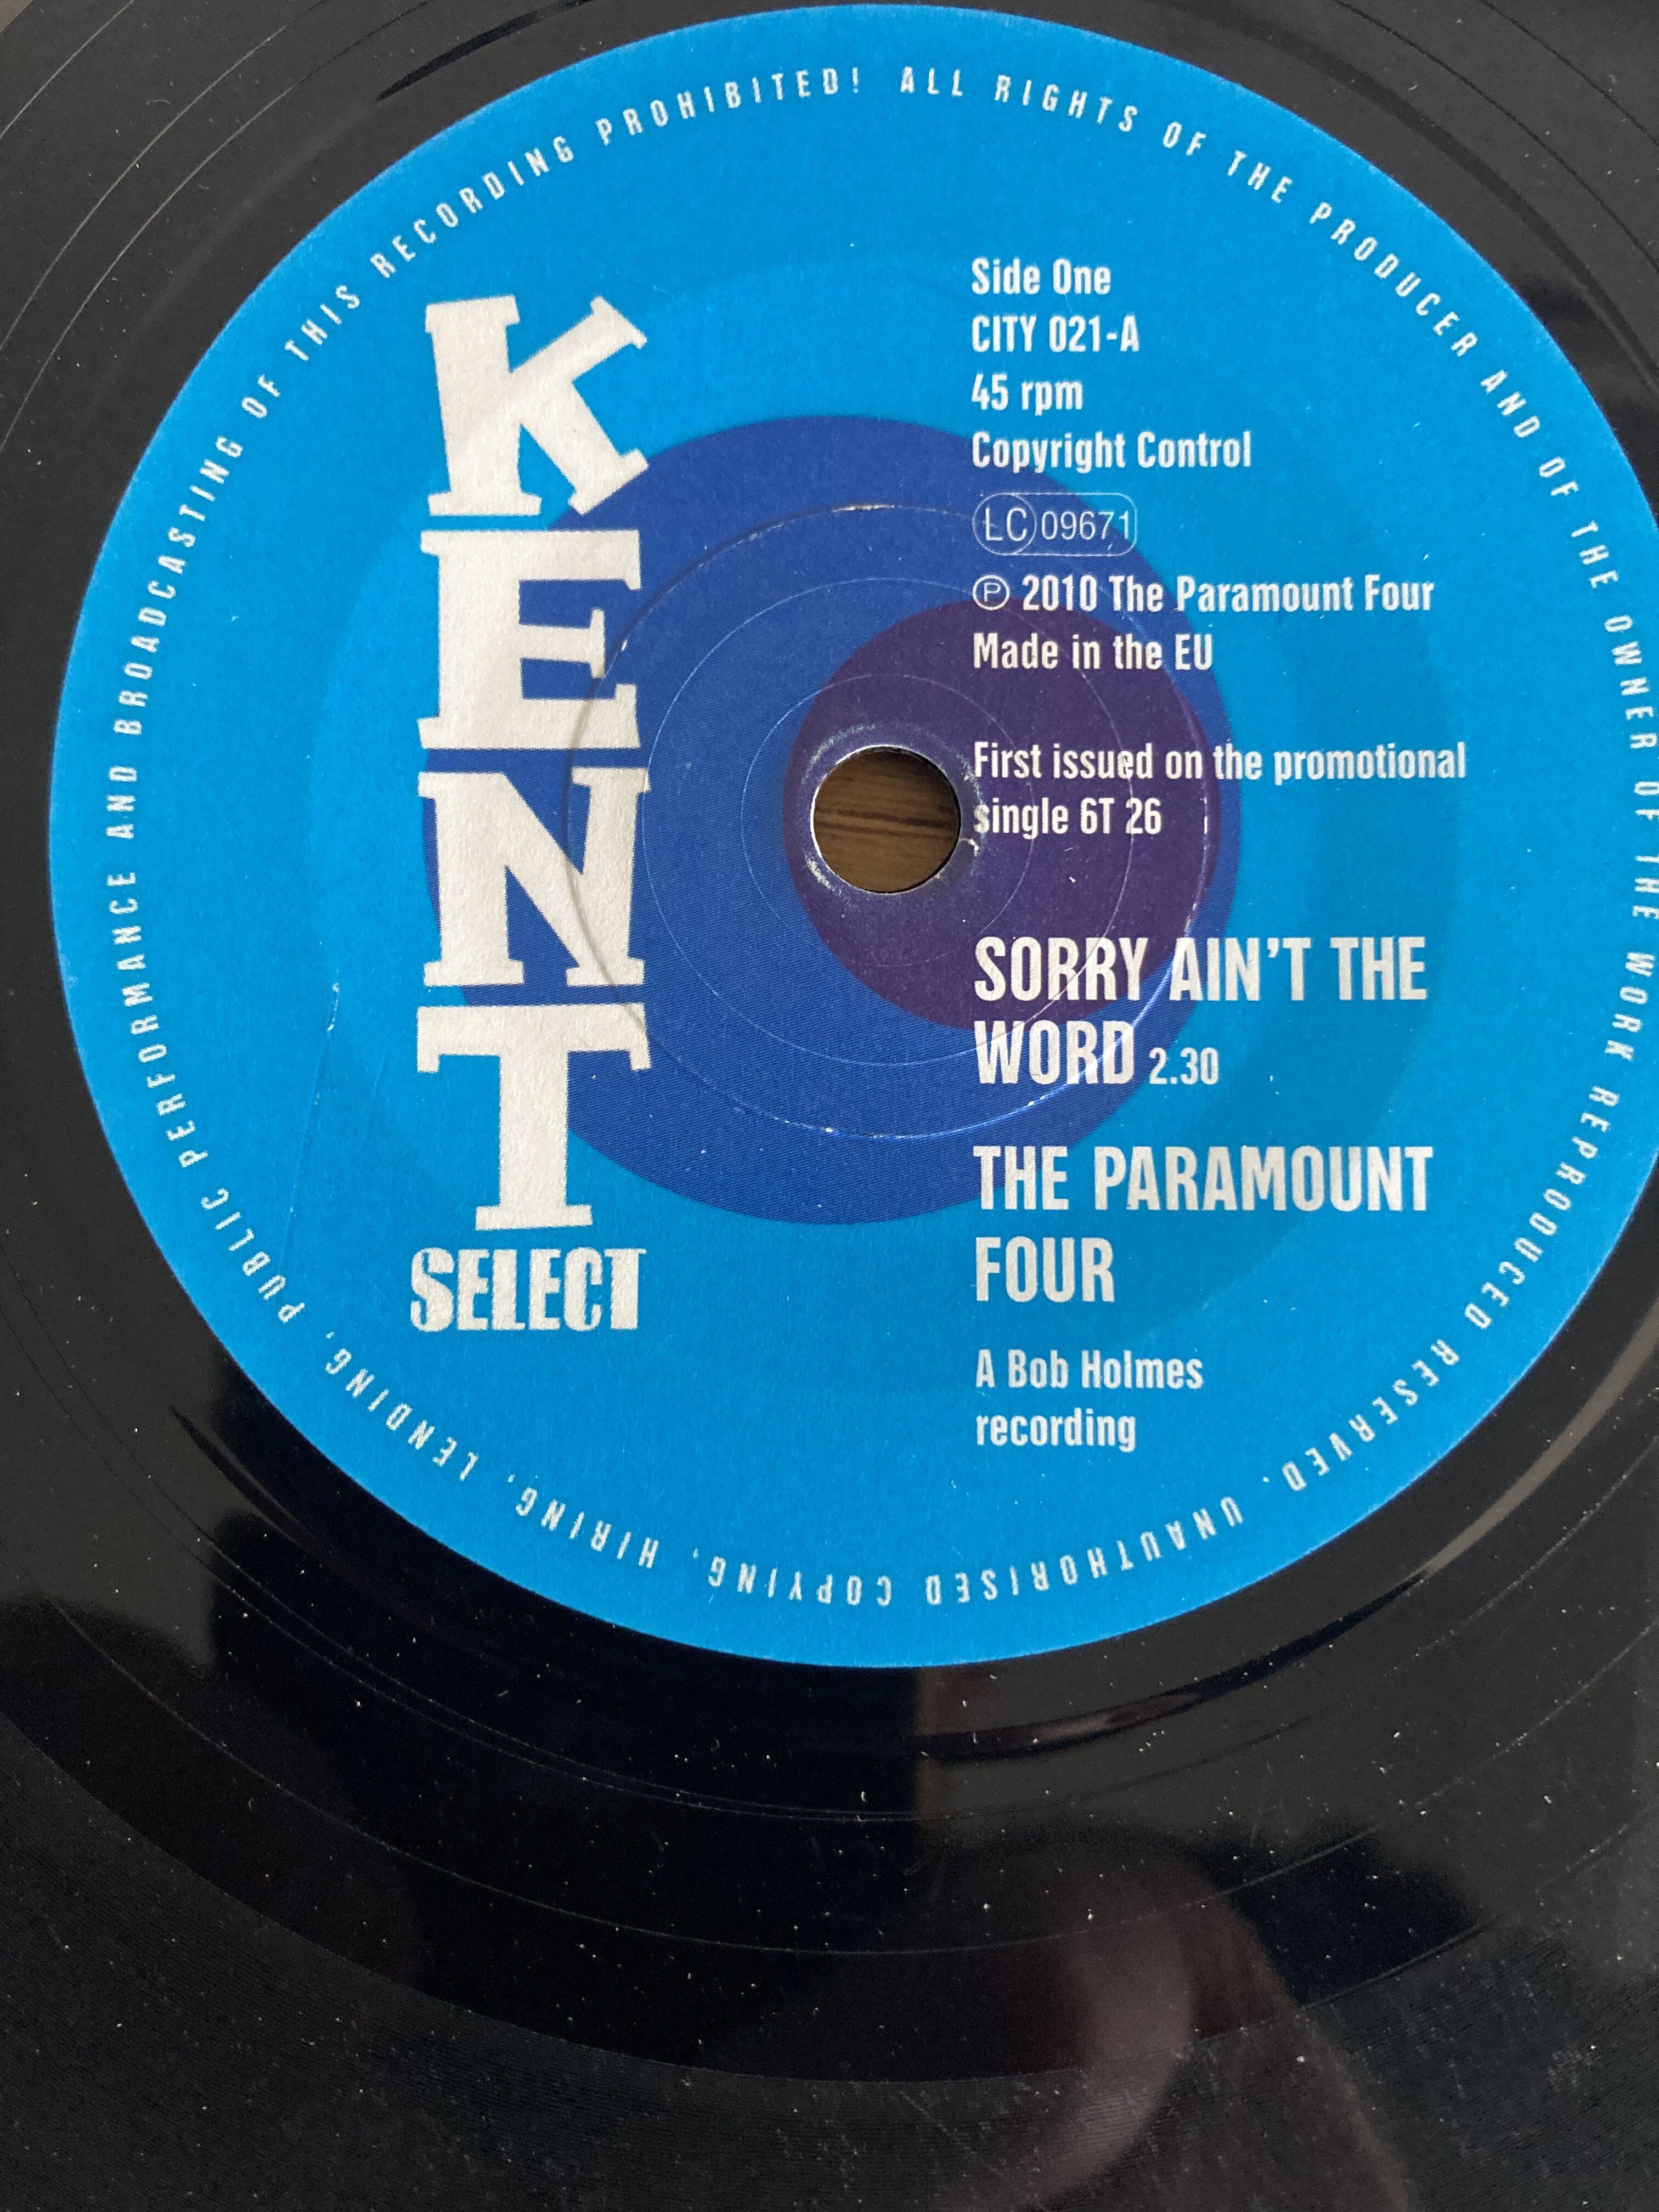 ALL RIGHTS OF THE PRODUCER AND OF THE OWNER OF THE WORK REPRODUCED RESERVED. UNAUTHORISED COPYING, HIRING, LENDING, PUBLIC PERFORMANCE AND BROADCASTING OF THIS RECORDING PROHIBITED!
KENT
SELECT
Side One
CITY 021-A
45 rpm
Copyright Control
LC 09671
℗ 2010 The Paramount Four
Made in the EU
First issued on the promotional
single 6T 26
SORRY AIN'T THE
WORD 2.30
THE PARAMOUNT
FOUR
A Bob Holmes
recording